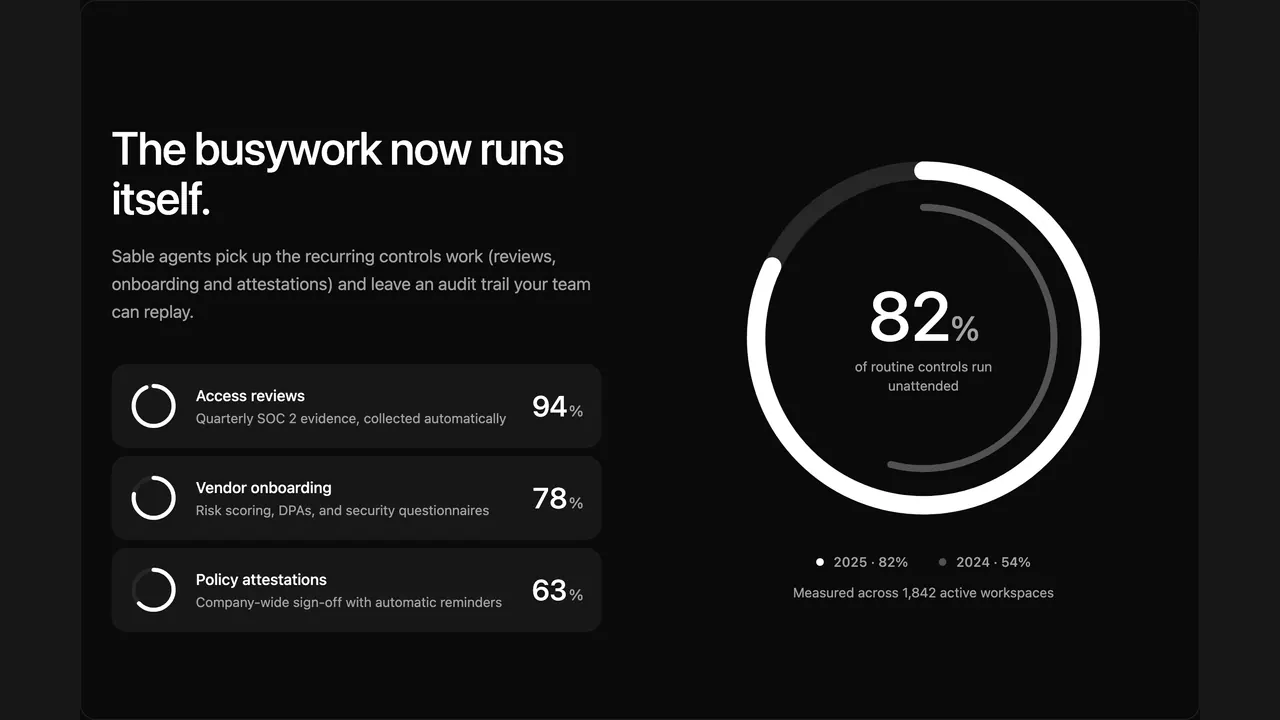 The busywork now runs
itself.
Sable agents pick up the recurring controls work (reviews,
onboarding and attestations) and leave an audit trail your team
can replay.
Access reviews
Quarterly SOC 2 evidence, collected automatically
94%
Vendor onboarding
Risk scoring, DPAs, and security questionnaires
78%
Policy attestations
Company-wide sign-off with automatic reminders
63%
82%
of routine controls run
unattended
2025 · 82%
2024 · 54%
Measured across 1,842 active workspaces